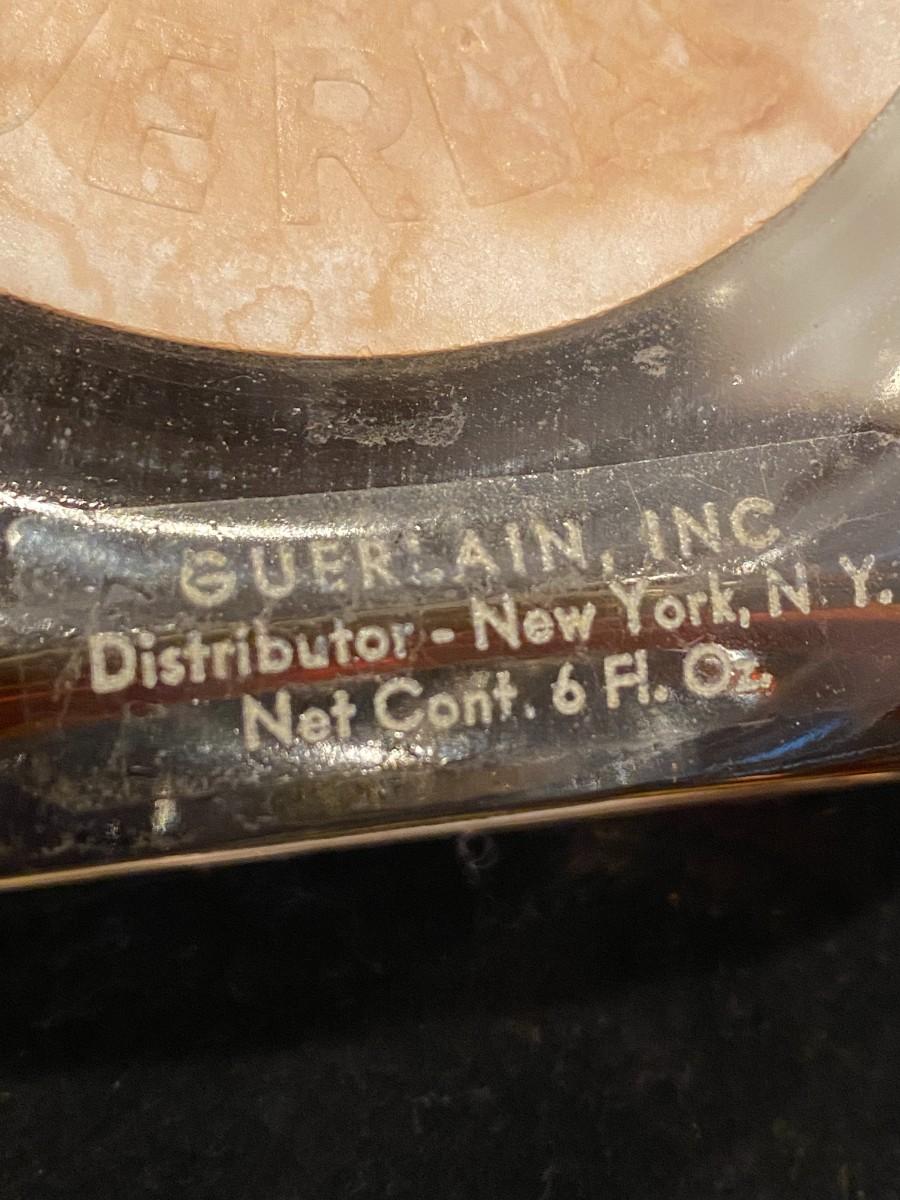 GUERLAIN, INC
Distributor - New York, N.Y.
Net Cont. 6 Fl. Oz.